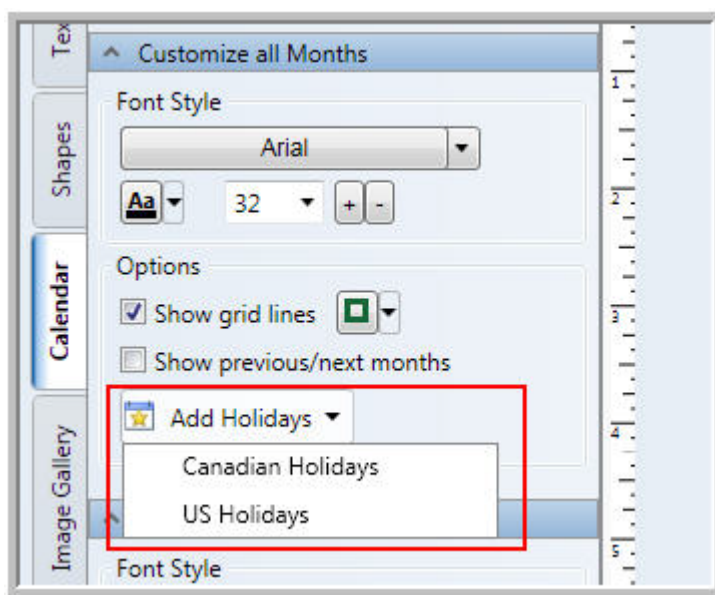 Tex
Shapes
Calendar
Image Gallery
Customize all Months
Font Style
Arial
Aa
32
+ -
Options
Show grid lines
Show previous/next months
Add Holidays
Canadian Holidays
US Holidays
Font Style
1
2
3
4
5